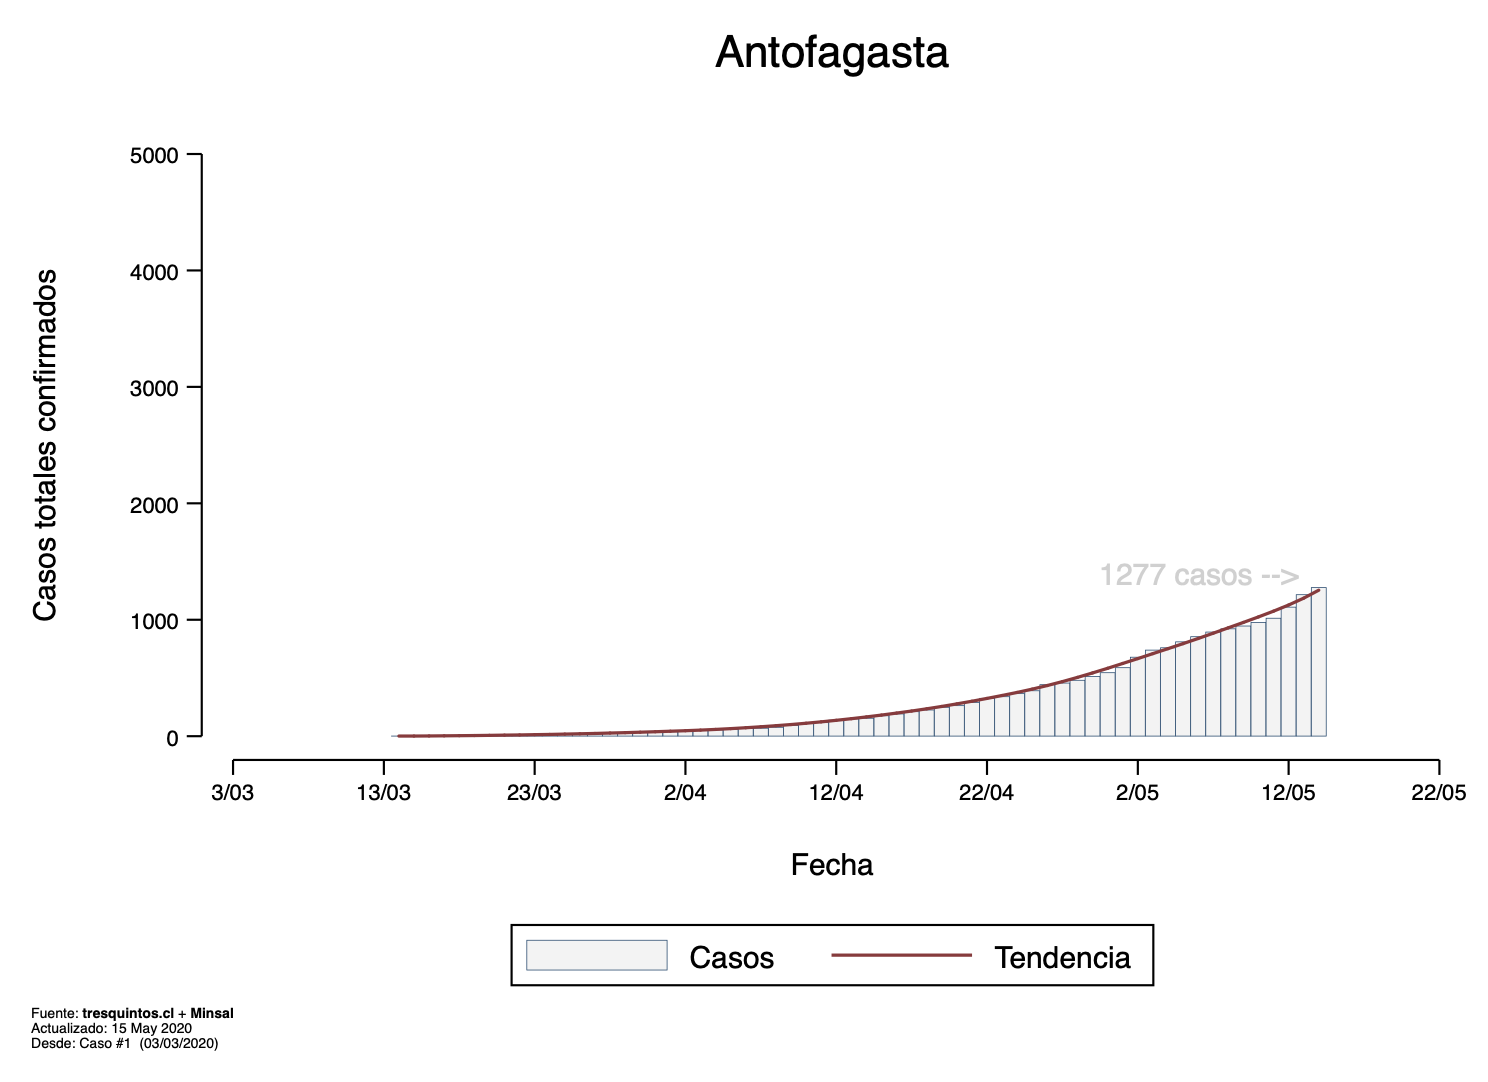 Antofagasta
Casos totales confirmados
5000
4000
3000
2000
1000
0
1277 casos -->
3/03 13/03 23/03 2/04 12/04 22/04 2/05 12/05 22/05
Fecha
Casos Tendencia
Fuente: tresquintos.cl + Minsal
Actualizado: 15 May 2020
Desde: Caso #1 (03/03/2020)